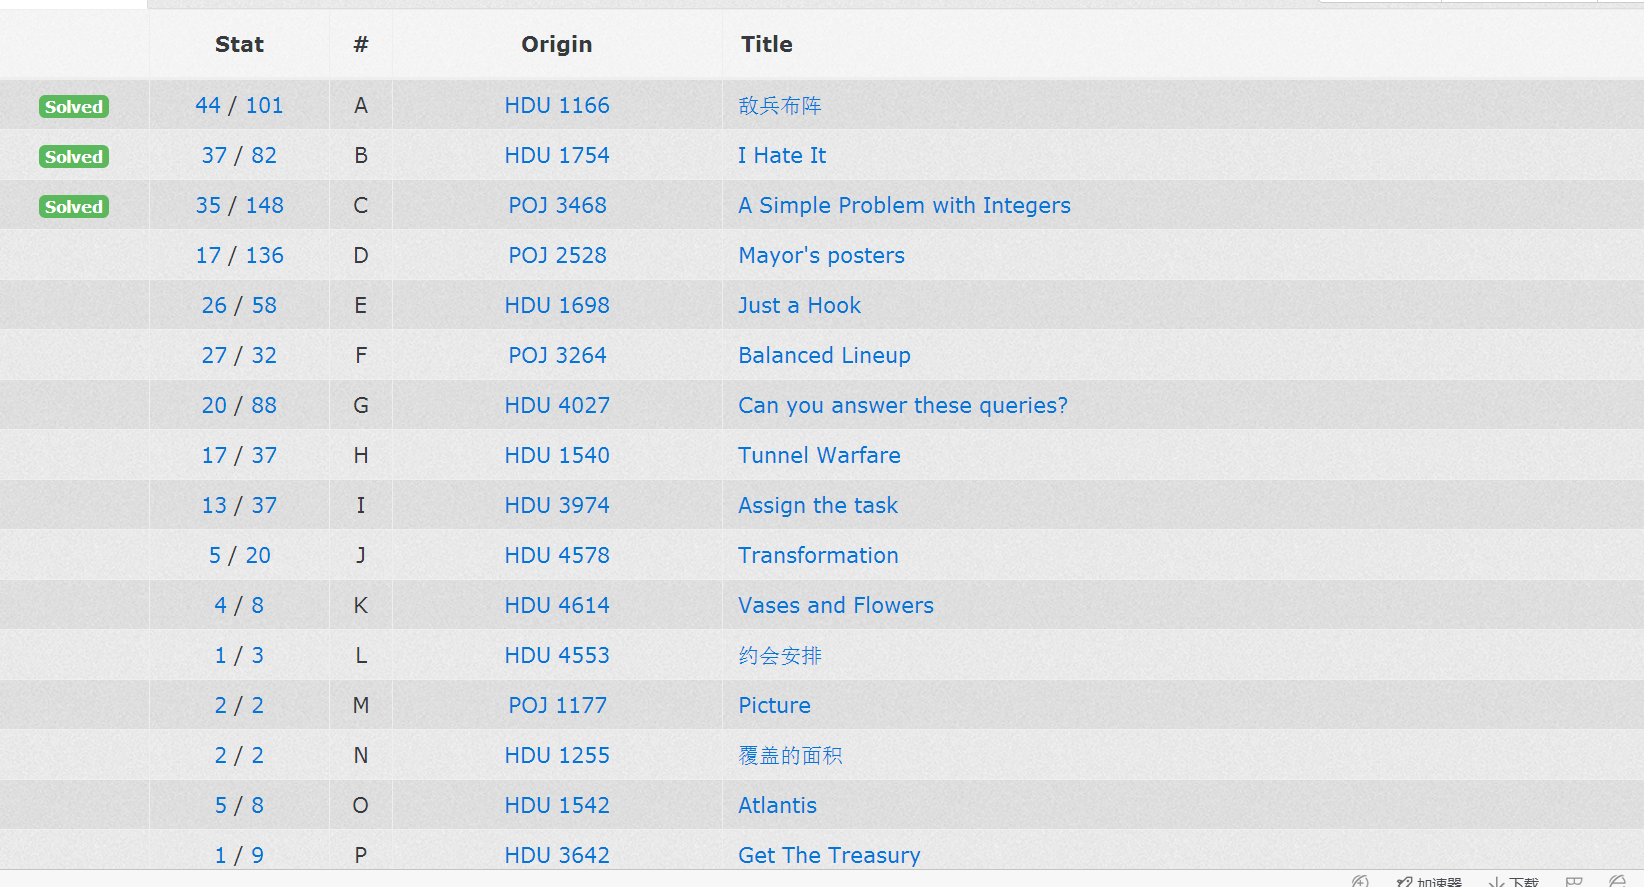 Stat # Origin Title
Solved 44 / 101 A HDU 1166 敌兵布阵
Solved 37 / 82 B HDU 1754 I Hate It
Solved 35 / 148 C POJ 3468 A Simple Problem with Integers
17 / 136 D POJ 2528 Mayor's posters
26 / 58 E HDU 1698 Just a Hook
27 / 32 F POJ 3264 Balanced Lineup
20 / 88 G HDU 4027 Can you answer these queries?
17 / 37 H HDU 1540 Tunnel Warfare
13 / 37 I HDU 3974 Assign the task
5 / 20 J HDU 4578 Transformation
4 / 8 K HDU 4614 Vases and Flowers
1 / 3 L HDU 4553 约会安排
2 / 2 M POJ 1177 Picture
2 / 2 N HDU 1255 覆盖的面积
5 / 8 O HDU 1542 Atlantis
1 / 9 P HDU 3642 Get The Treasury
加速器 下载